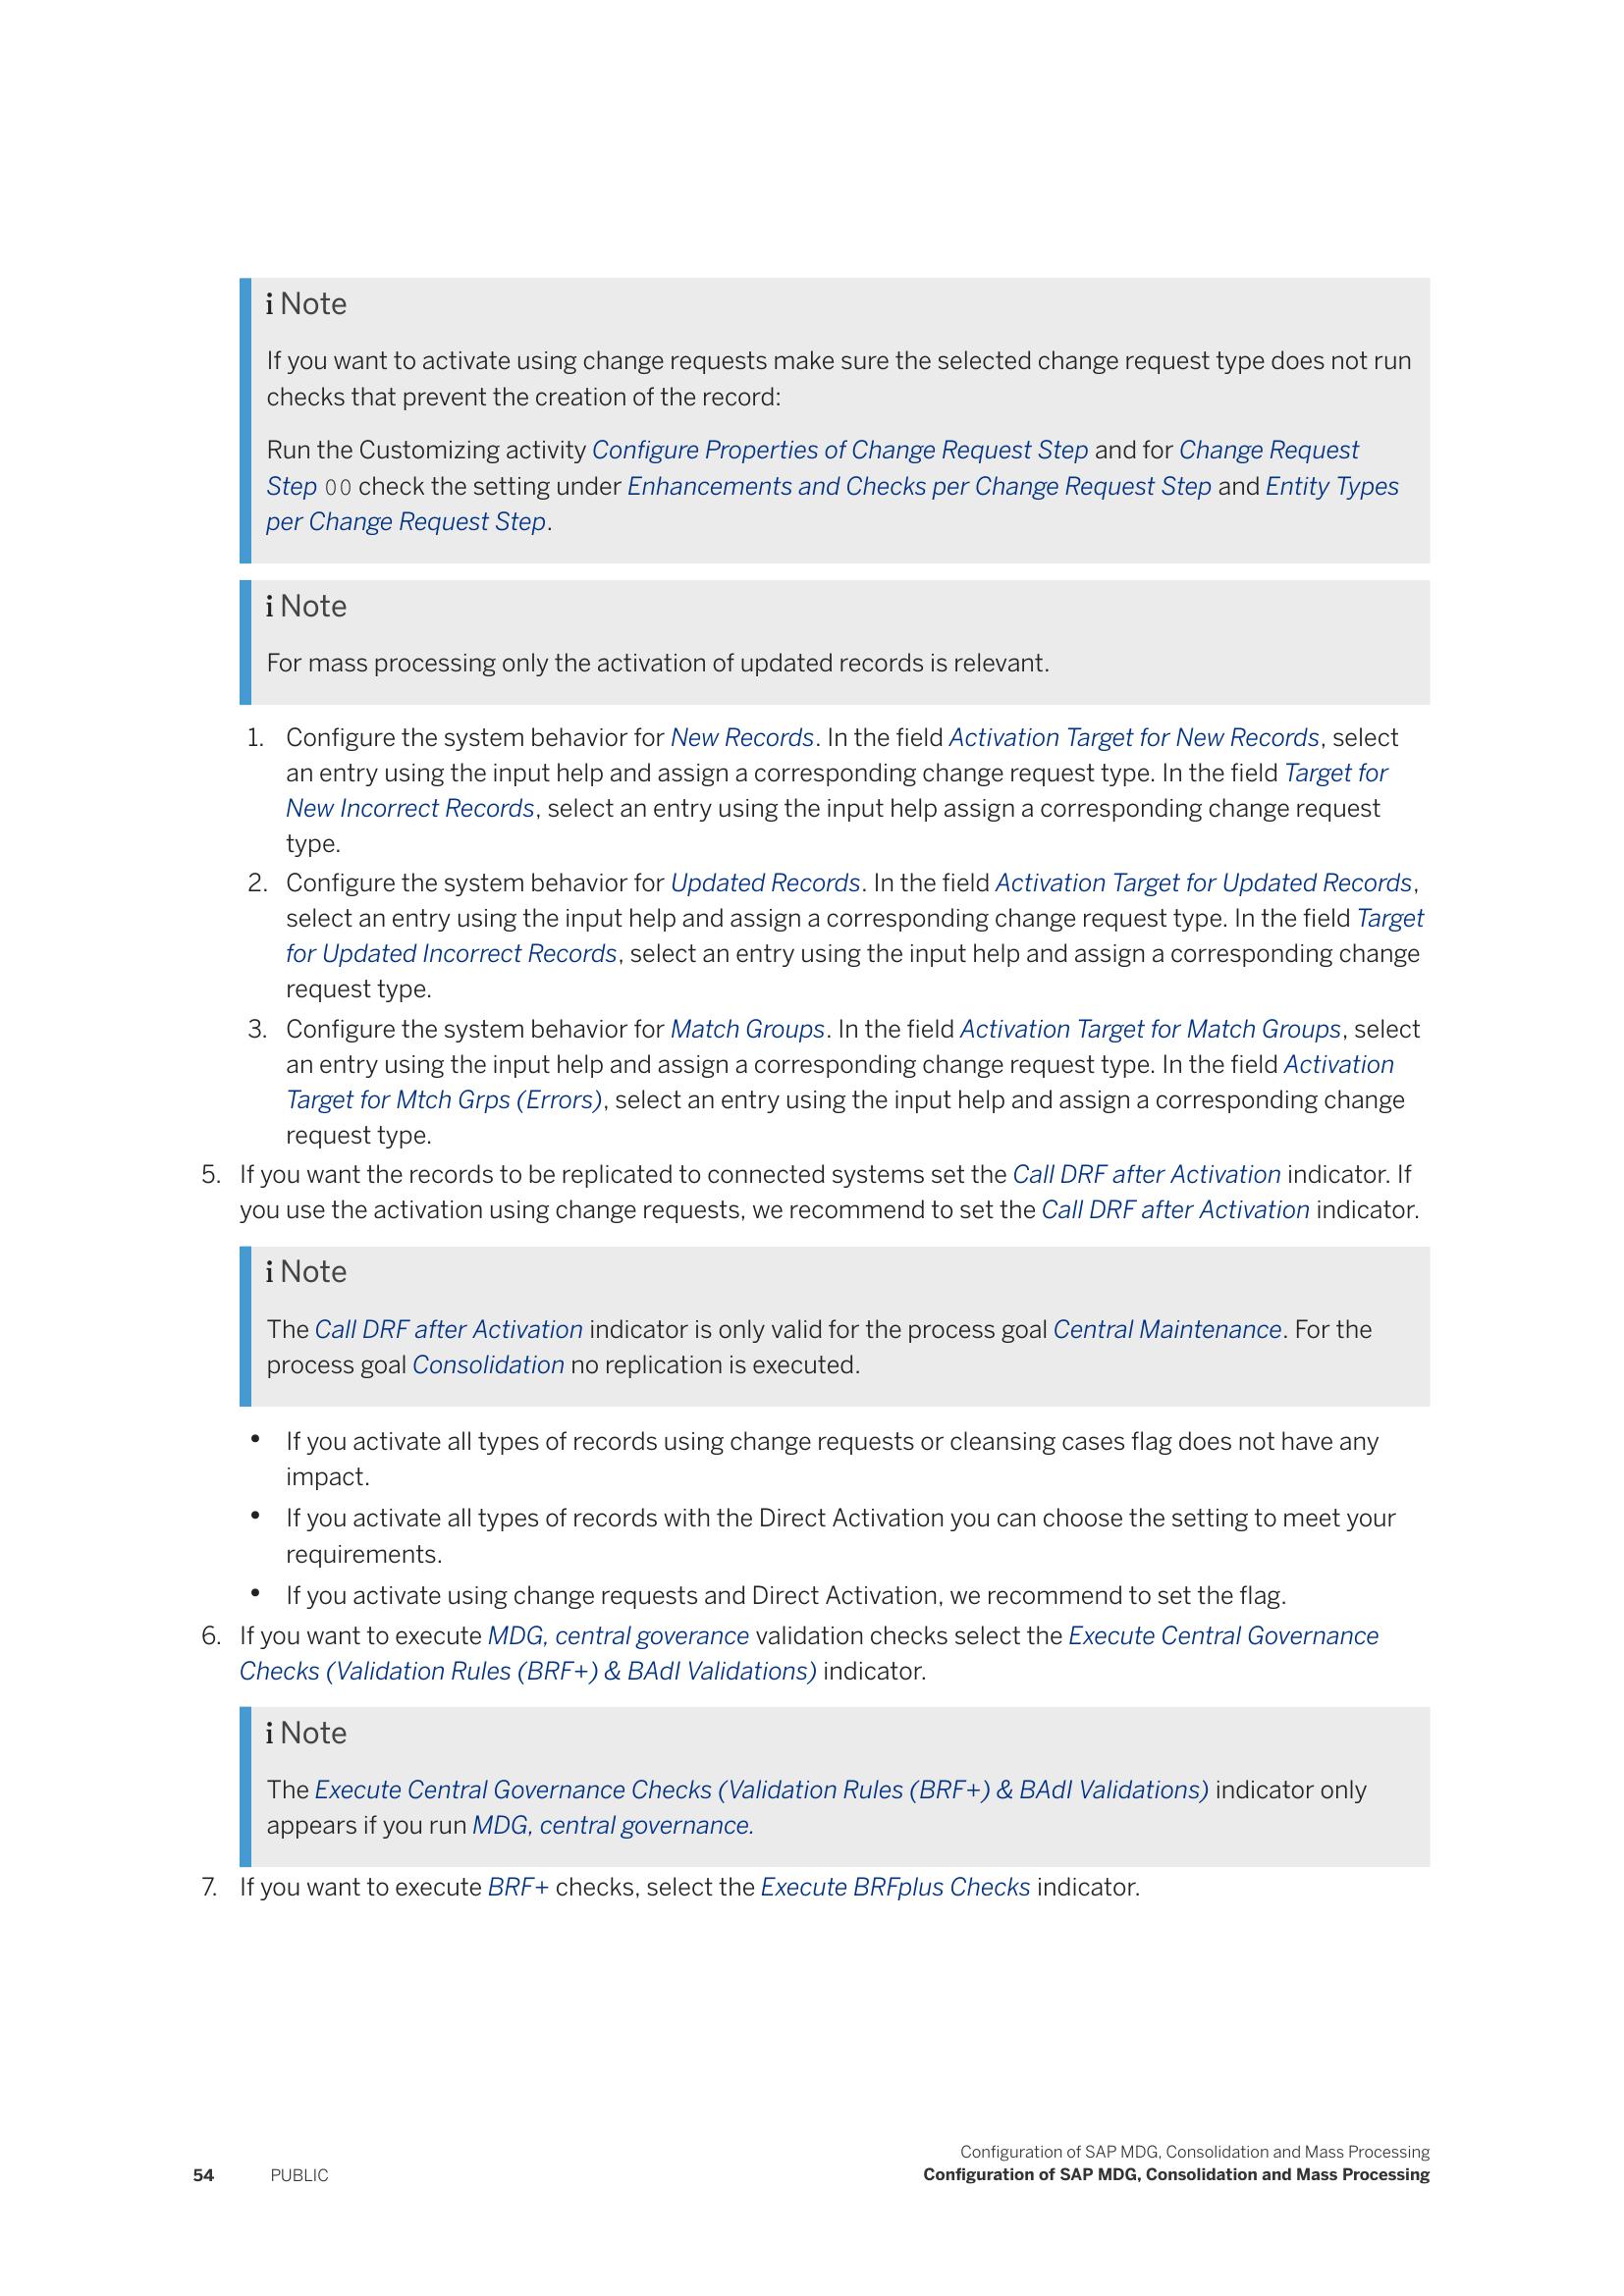 i Note
If you want to activate using change requests make sure the selected change request type does not run
checks that prevent the creation of the record:
Run the Customizing activity Configure Properties of Change Request Step and for Change Request
Step 00 check the setting under Enhancements and Checks per Change Request Step and Entity Types
per Change Request Step.
i Note
For mass processing only the activation of updated records is relevant.
1. Configure the system behavior for New Records. In the field Activation Target for New Records, select
an entry using the input help and assign a corresponding change request type. In the field Target for
New Incorrect Records, select an entry using the input help assign a corresponding change request
type.
2. Configure the system behavior for Updated Records. In the field Activation Target for Updated Records,
select an entry using the input help and assign a corresponding change request type. In the field Target
for Updated Incorrect Records, select an entry using the input help and assign a corresponding change
request type.
3. Configure the system behavior for Match Groups. In the field Activation Target for Match Groups, select
an entry using the input help and assign a corresponding change request type. In the field Activation
Target for Mtch Grps (Errors), select an entry using the input help and assign a corresponding change
request type.
5. If you want the records to be replicated to connected systems set the Call DRF after Activation indicator. If
you use the activation using change requests, we recommend to set the Call DRF after Activation indicator.
i Note
The Call DRF after Activation indicator is only valid for the process goal Central Maintenance. For the
process goal Consolidation no replication is executed.
• If you activate all types of records using change requests or cleansing cases flag does not have any
impact.
• If you activate all types of records with the Direct Activation you can choose the setting to meet your
requirements.
• If you activate using change requests and Direct Activation, we recommend to set the flag.
6. If you want to execute MDG, central goverance validation checks select the Execute Central Governance
Checks (Validation Rules (BRF+) & BAdI Validations) indicator.
i Note
The Execute Central Governance Checks (Validation Rules (BRF+) & BAdI Validations) indicator only
appears if you run MDG, central governance.
7. If you want to execute BRF+ checks, select the Execute BRFplus Checks indicator.
Configuration of SAP MDG, Consolidation and Mass Processing
54 PUBLIC Configuration of SAP MDG, Consolidation and Mass Processing